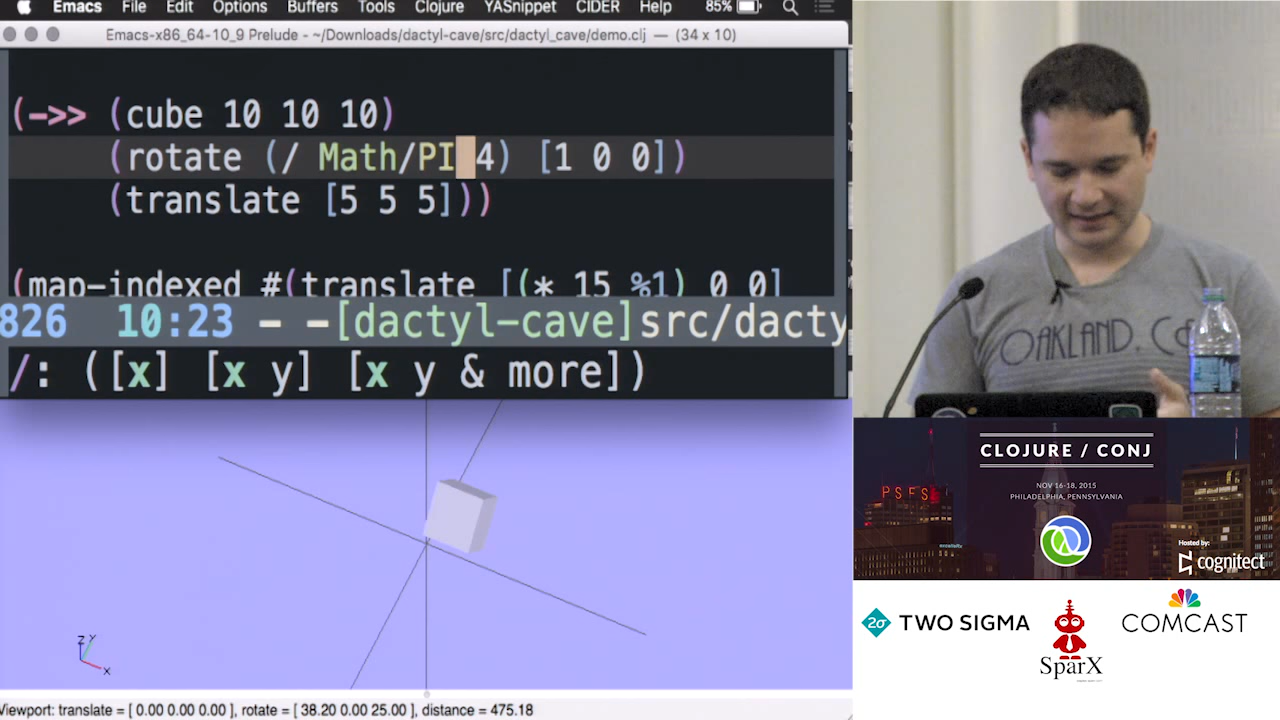 Emacs File Edit Options Buffers Tools Clojure YASnippet CIDER Help 85%
Emacs-x86_64-10_9 Prelude - ~/Downloads/dactyl-cave/src/dactyl_cave/demo.clj — (34 x 10)
(->> (cube 10 10 10)
(rotate (/ Math/PI 4) [1 0 0])
(translate [5 5 5]))
(map-indexed #(translate [(* 15 %1) 0 0]
826 10:23 - -[dactyl-cave]src/dacty
/: ([x] [x y] [x y & more])
Z Y
X
Viewport: translate = [ 0.00 0.00 0.00 ], rotate = [ 38.20 0.00 25.00 ], distance = 475.18
OAKLAND, CA
CLOJURE / CONJ
NOV 16-18, 2015
PHILADELPHIA, PENNSYLVANIA
PSFS
Hosted by:
cognitect
2σ TWO SIGMA
SparX
COMCAST